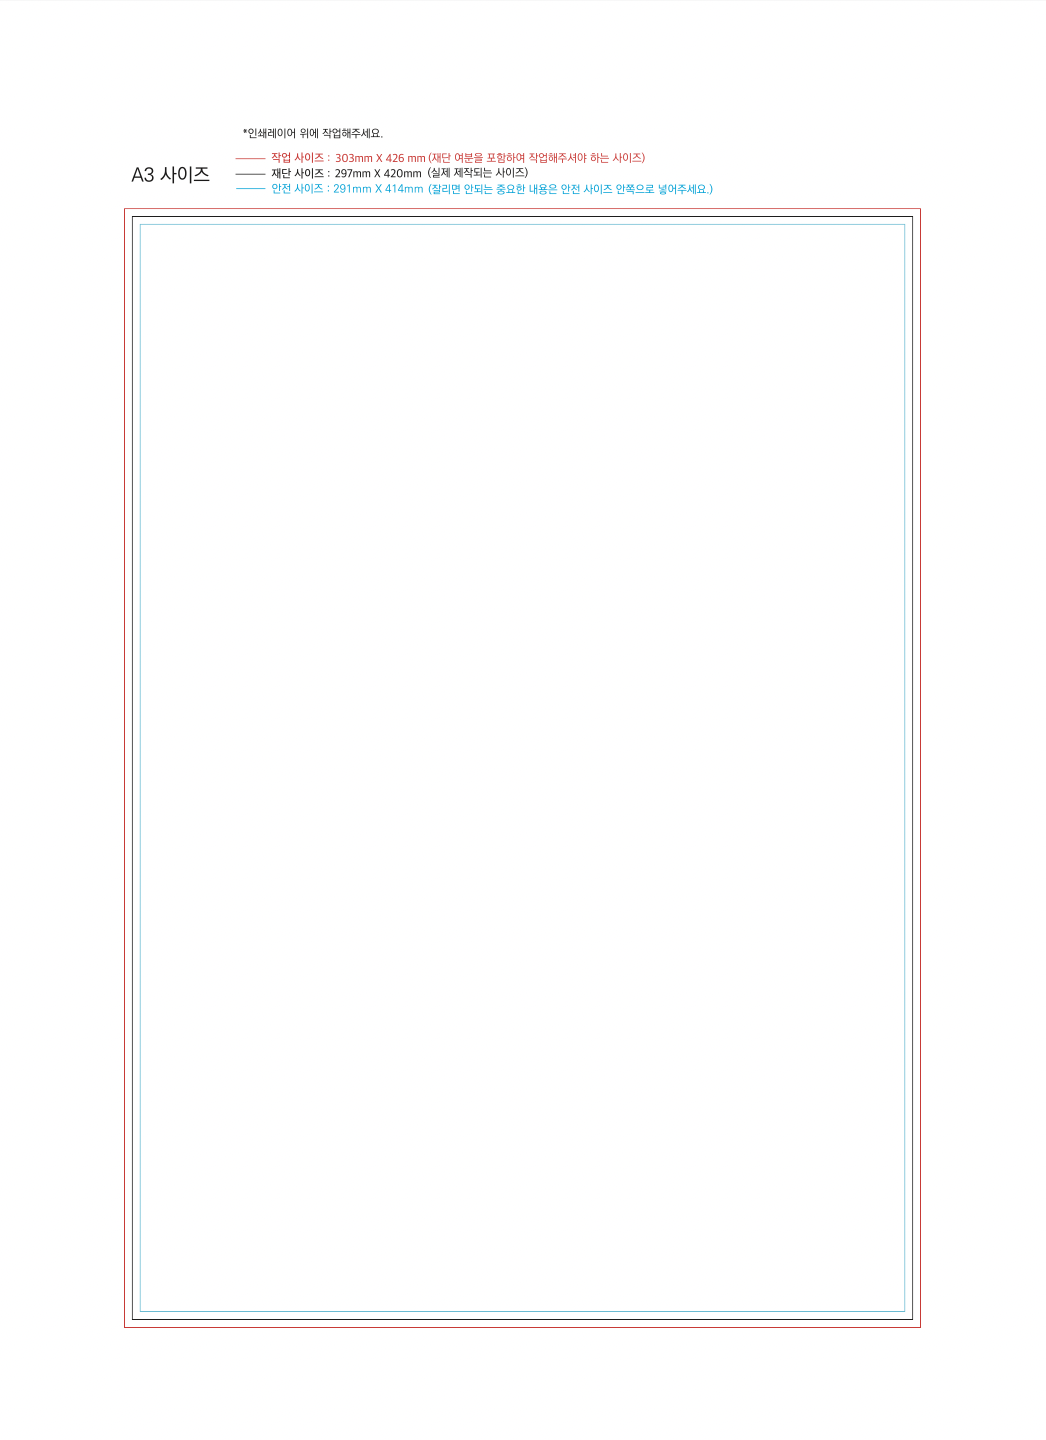 *인쇄레이어 위에 작업해주세요.
A3 사이즈
작업 사이즈 : 303mm X 426 mm (재단 여분을 포함하여 작업해주셔야 하는 사이즈)
재단 사이즈 : 297mm X 420mm (실제 제작되는 사이즈)
안전 사이즈 : 291mm X 414mm (잘리면 안되는 중요한 내용은 안전 사이즈 안쪽으로 넣어주세요.)